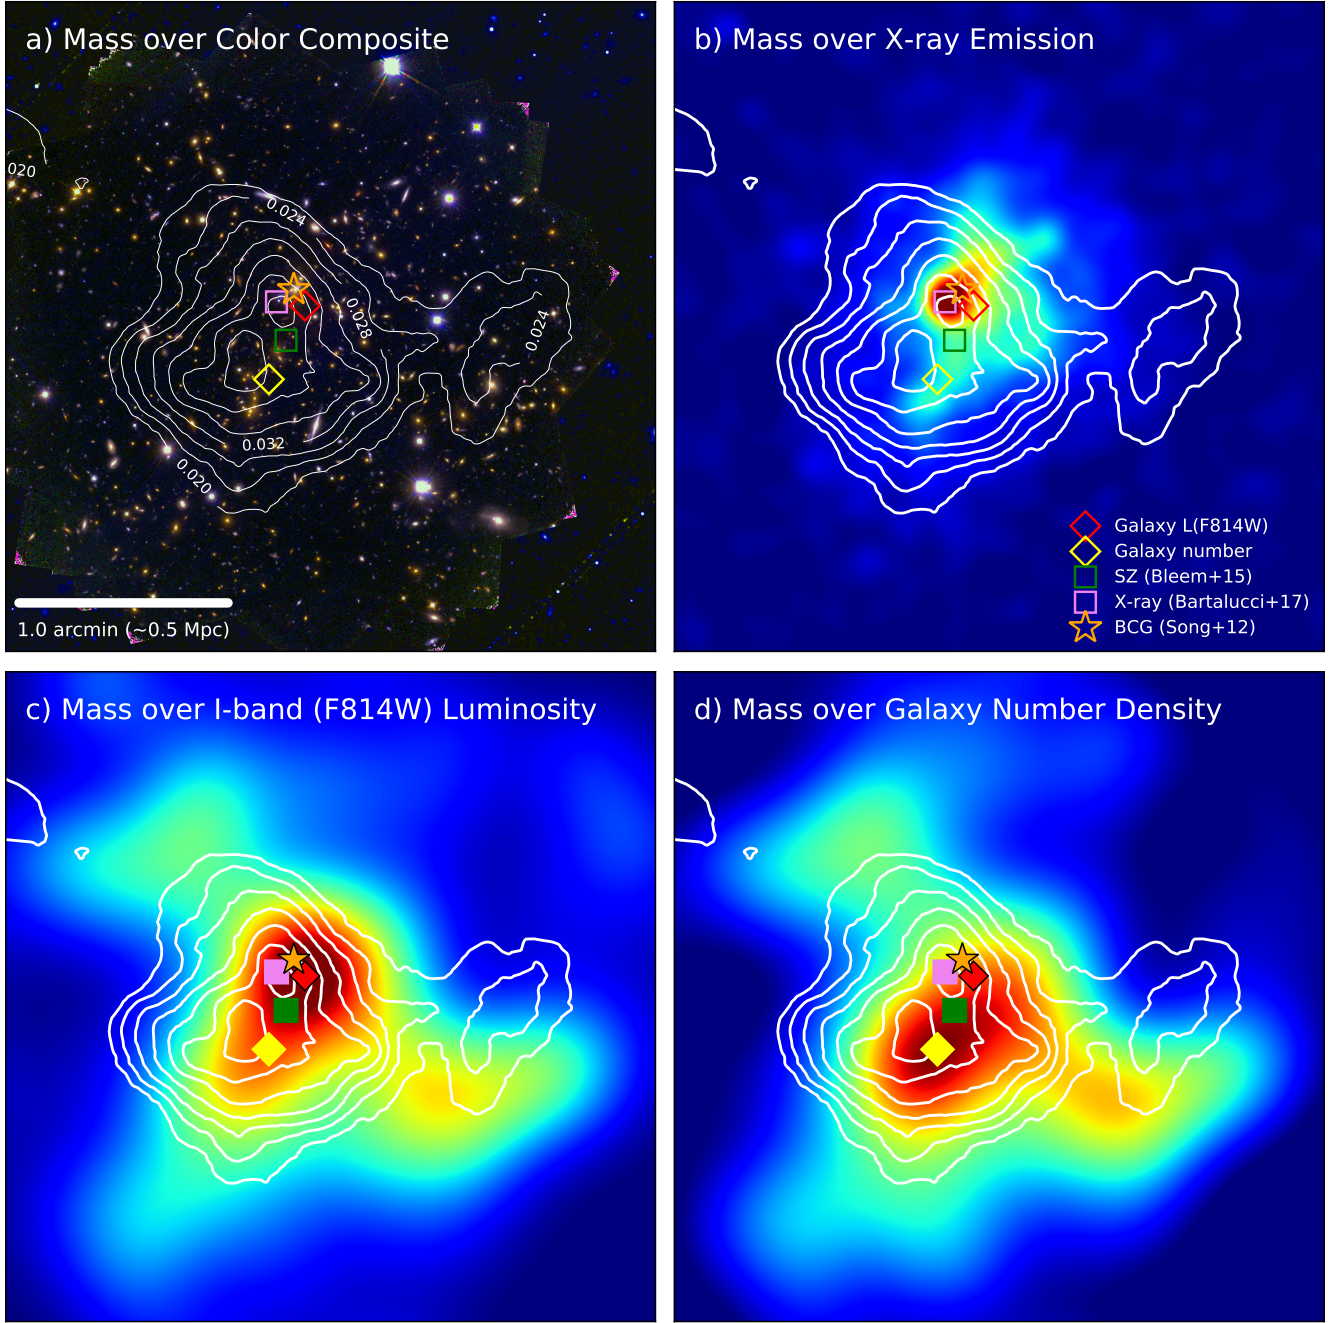 a) Mass over Color Composite
020
0.024
0.028
0.024
0.032
0.020
1.0 arcmin (~0.5 Mpc)
b) Mass over X-ray Emission
Galaxy L(F814W)
Galaxy number
SZ (Bleem+15)
X-ray (Bartalucci+17)
BCG (Song+12)
c) Mass over I-band (F814W) Luminosity
d) Mass over Galaxy Number Density